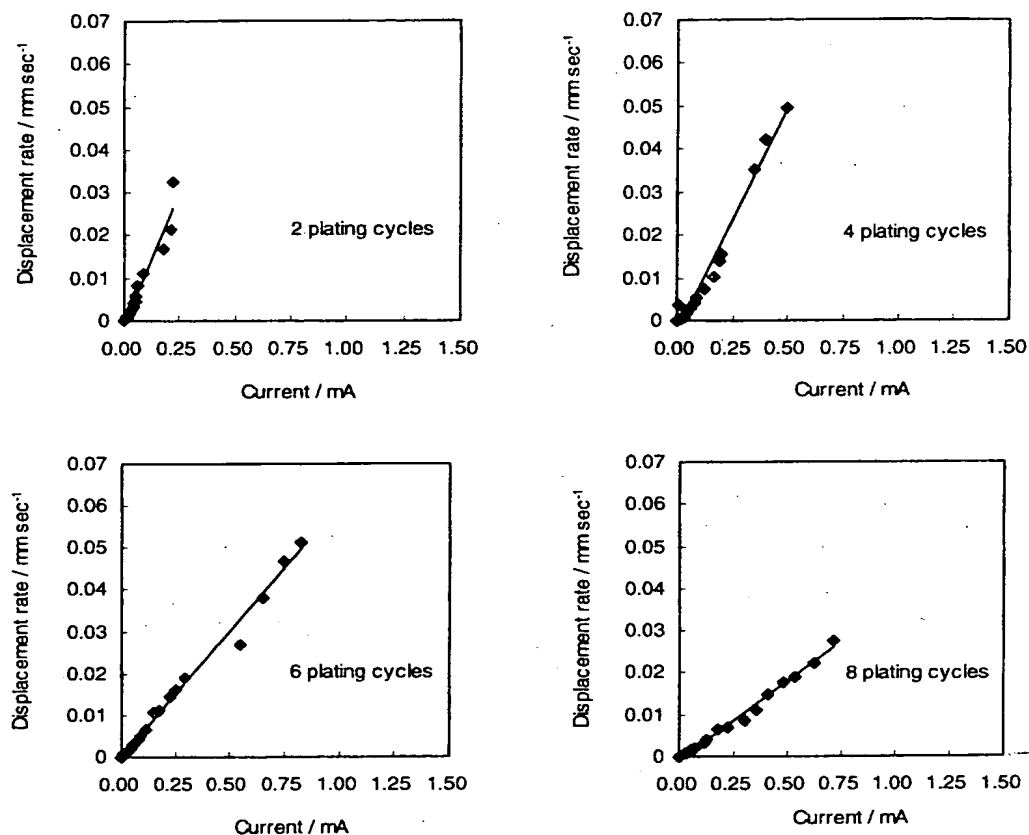 0.07
0.06
0.05
0.04
0.03
0.02
0.01
0
Displacement rate / mm sec⁻¹
2 plating cycles
0.00 0.25 0.50 0.75 1.00 1.25 1.50
Current / mA
0.07
0.06
0.05
0.04
0.03
0.02
0.01
0
Displacement rate / mm sec⁻¹
4 plating cycles
0.00 0.25 0.50 0.75 1.00 1.25 1.50
Current / mA
0.07
0.06
0.05
0.04
0.03
0.02
0.01
0
Displacement rate / mm sec⁻¹
6 plating cycles
0.00 0.25 0.50 0.75 1.00 1.25 1.50
Current / mA
0.07
0.06
0.05
0.04
0.03
0.02
0.01
0
Displacement rate / mm sec⁻¹
8 plating cycles
0.00 0.25 0.50 0.75 1.00 1.25 1.50
Current / mA